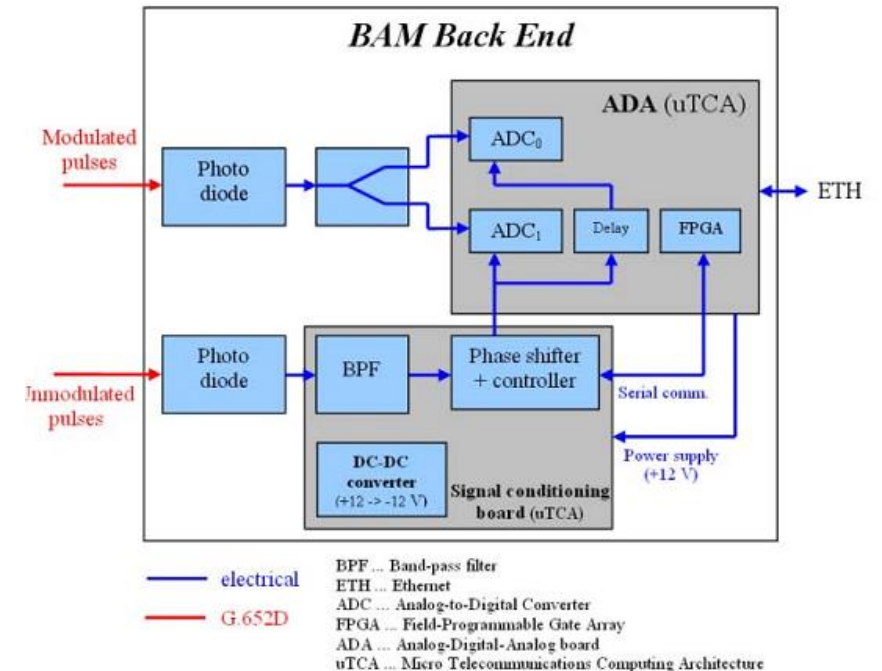 BAM Back End
ADA (uTCA)
Modulated
pulses
Photo
diode
ADC₀
ETH
ADC₁
Delay
FPGA
Unmodulated
pulses
Photo
diode
BPF
Phase shifter
+ controller
Serial comm.
Power supply
(+12 V)
DC-DC
converter
(+12 -> -12 V)
Signal conditioning
board (uTCA)
electrical
G.652D
BPF ... Band-pass filter
ETH ... Ethernet
ADC ... Analog-to-Digital Converter
FPGA ... Field-Programmable Gate Array
ADA ... Analog-Digital-Analog board
uTCA ... Micro Telecommunications Computing Architecture